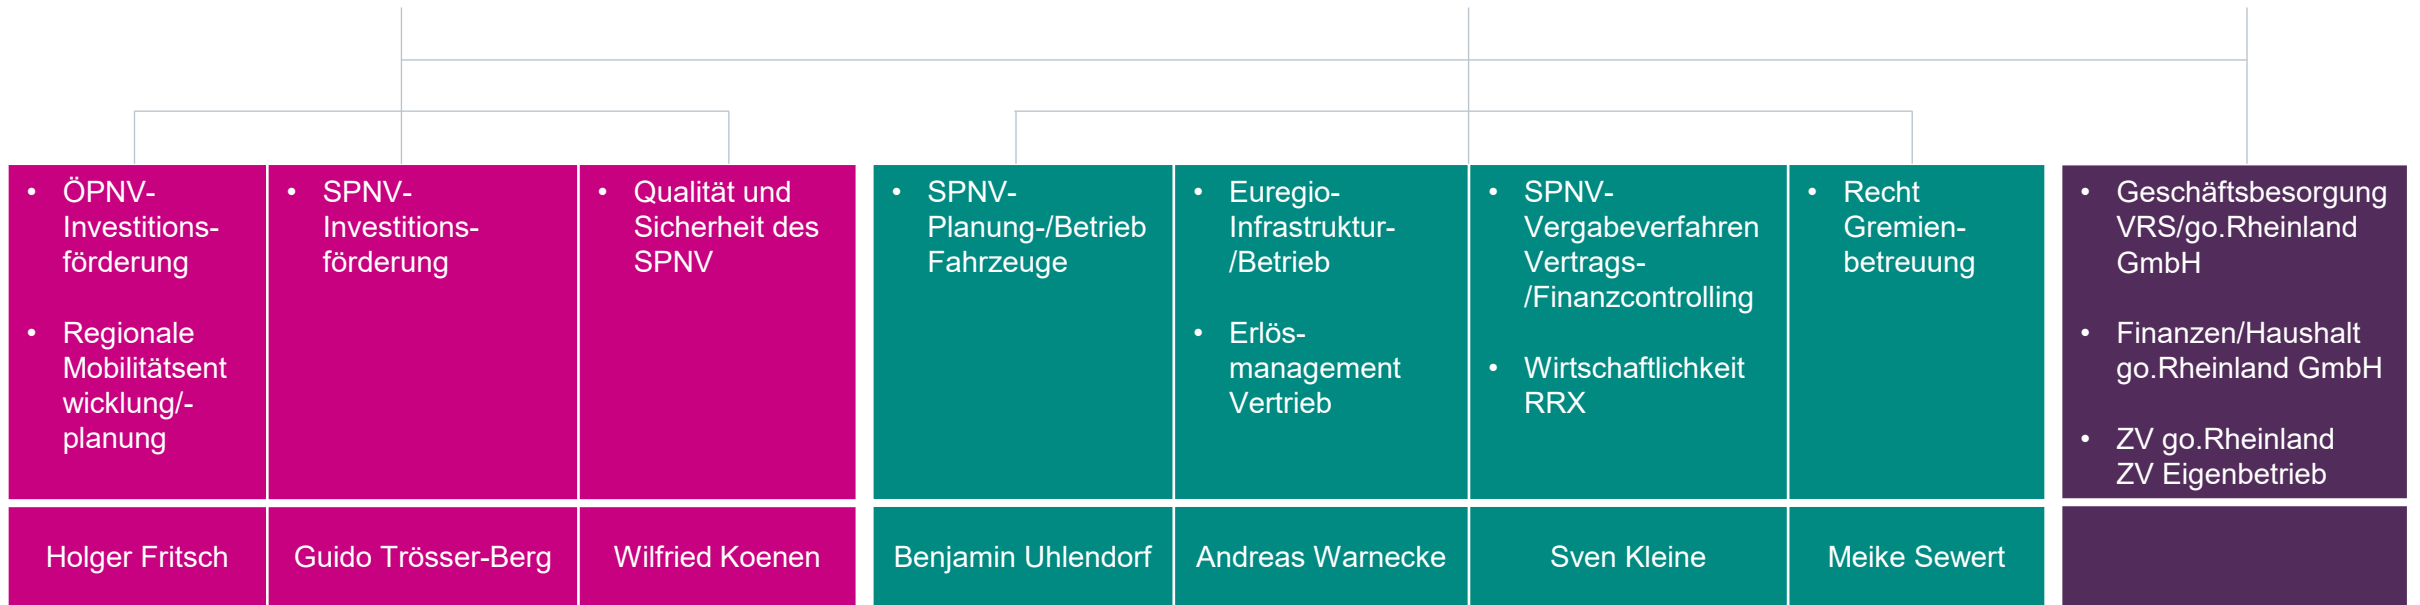 • ÖPNV-
Investitions-
förderung
• Regionale
Mobilitätsent
wicklung/-
planung
Holger Fritsch
• SPNV-
Investitions-
förderung
Guido Trösser-Berg
• Qualität und
Sicherheit des
SPNV
Wilfried Koenen
• SPNV-
Planung-/Betrieb
Fahrzeuge
Benjamin Uhlendorf
• Euregio-
Infrastruktur-
/Betrieb
• Erlös-
management
Vertrieb
Andreas Warnecke
• SPNV-
Vergabeverfahren
Vertrags-
/Finanzcontrolling
• Wirtschaftlichkeit
RRX
Sven Kleine
• Recht
Gremien-
betreuung
Meike Sewert
• Geschäftsbesorgung
VRS/go.Rheinland
GmbH
• Finanzen/Haushalt
go.Rheinland GmbH
• ZV go.Rheinland
ZV Eigenbetrieb